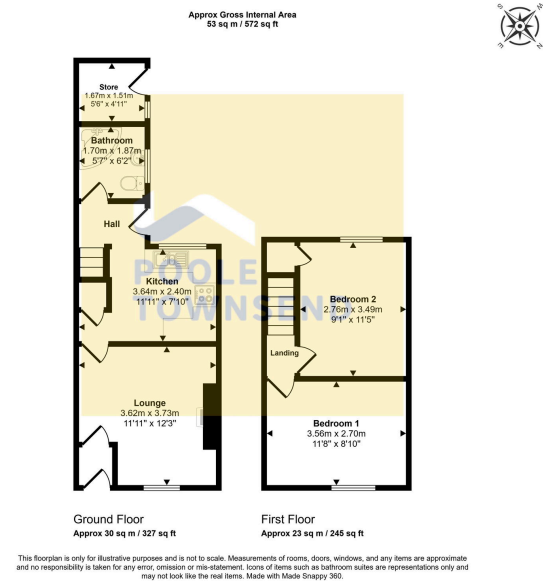 Approx Gross Internal Area
53 sq m / 572 sq ft
S
W
E
N
Store
1.67m x 1.51m
5'6" x 4'11"
Bathroom
1.70m x 1.87m
5'7" x 6'2"
Hall
Kitchen
3.64m x 2.40m
11'11" x 7'10"
POOLE
TOWNSEND
Bedroom 2
2.76m x 3.49m
9'1" x 11'5"
Landing
Lounge
3.62m x 3.73m
11'11" x 12'3"
Bedroom 1
3.56m x 2.70m
11'8" x 8'10"
Ground Floor
Approx 30 sq m / 327 sq ft
First Floor
Approx 23 sq m / 245 sq ft
This floorplan is only for illustrative purposes and is not to scale. Measurements of rooms, doors, windows, and any items are approximate
and no responsibility is taken for any error, omission or mis-statement. Icons of items such as bathroom suites are representations only and
may not look like the real items. Made with Made Snappy 360.